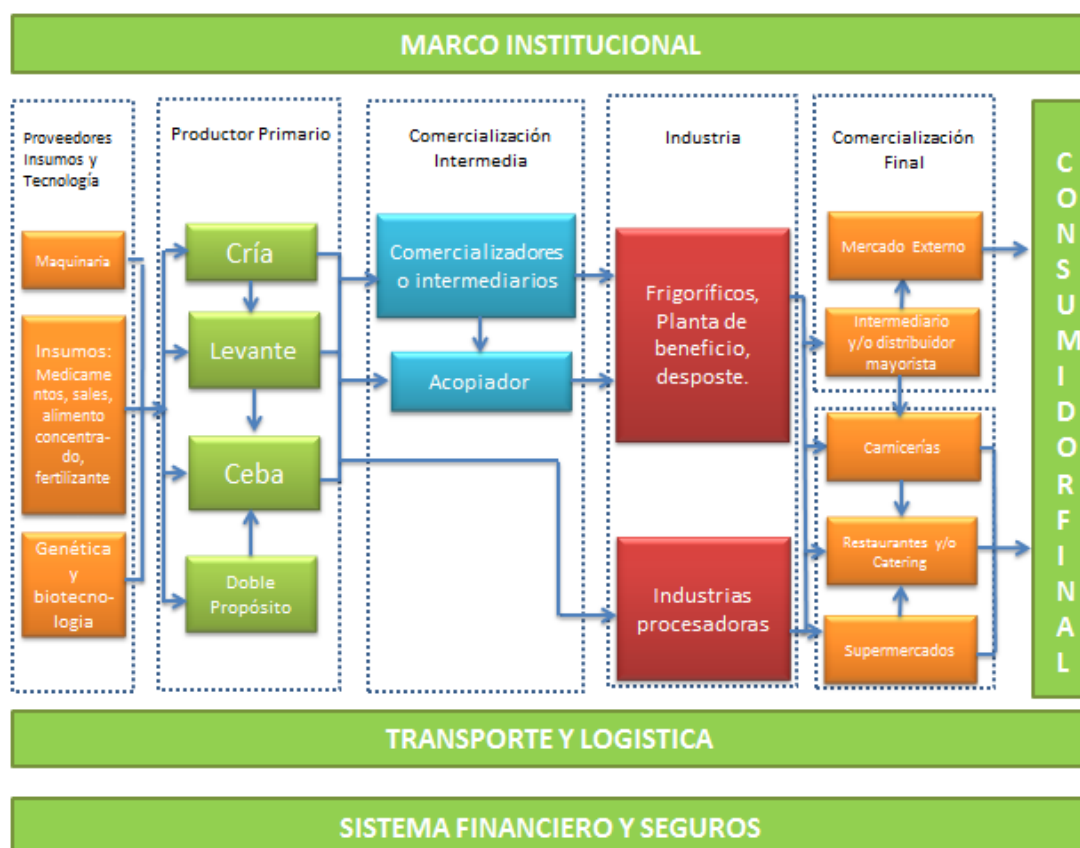 MARCO INSTITUCIONAL
Proveedores
Insumos y
Tecnología
Maquinaria
Insumos:
Medicame
ntos, sales,
alimento
concentra-
do,
fertilizante
Genética
y
biotecno-
logia
Productor Primario
Cría
Levante
Ceba
Doble
Propósito
Comercialización
Intermedia
Comercializadores
o intermediarios
Acopiador
Industria
Frigoríficos,
Planta de
beneficio,
desposte.
Industrias
procesadoras
Comercialización
Final
Mercado Externo
Intermediario
y/o distribuidor
mayorista
Carnicerías
Restaurantes y/o
Catering
Supermercados
CONSUMIDOR FINAL
TRANSPORTE Y LOGISTICA
SISTEMA FINANCIERO Y SEGUROS